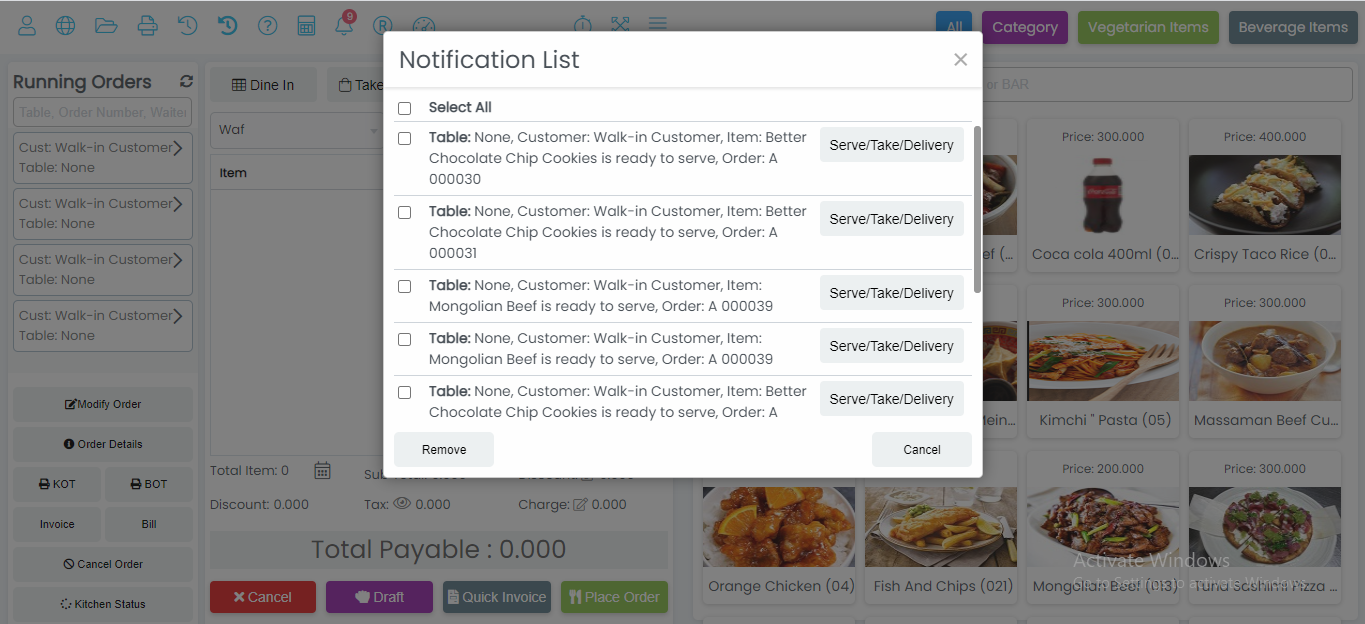 9
R
All
Category
Vegetarian Items
Beverage Items
Running Orders
Table, Order Number, Waiter
Cust: Walk-in Customer
Table: None
Cust: Walk-in Customer
Table: None
Cust: Walk-in Customer
Table: None
Cust: Walk-in Customer
Table: None
Modify Order
Order Details
KOT
BOT
Invoice
Bill
Cancel Order
Kitchen Status
Dine In
Take
Waf
Item
Notification List
×
Select All
Table: None, Customer: Walk-in Customer, Item: Better
Chocolate Chip Cookies is ready to serve, Order: A
000030
Serve/Take/Delivery
Table: None, Customer: Walk-in Customer, Item: Better
Chocolate Chip Cookies is ready to serve, Order: A
000031
Serve/Take/Delivery
Table: None, Customer: Walk-in Customer, Item:
Mongolian Beef is ready to serve, Order: A 000039
Serve/Take/Delivery
Table: None, Customer: Walk-in Customer, Item:
Mongolian Beef is ready to serve, Order: A 000039
Serve/Take/Delivery
Table: None, Customer: Walk-in Customer, Item: Better
Chocolate Chip Cookies is ready to serve, Order: A
Serve/Take/Delivery
Remove
Cancel
Total Item: 0
Discount: 0.000
Tax: 0.000
Charge: 0.000
Total Payable : 0.000
Cancel
Draft
Quick Invoice
Place Order
or BAR
Price: 300.000
Price: 400.000
ef (...
Coca cola 400ml (0...
Crispy Taco Rice (0...
Price: 300.000
Price: 300.000
Mein...
Kimchi " Pasta (05)
Massaman Beef Cu...
Price: 200.000
Price: 300.000
Orange Chicken (04)
Fish And Chips (021)
Mongolian Beef (013)
Tuna Sashimi Pizza ...
Activate Windows
Go to Settings to activate Windows.